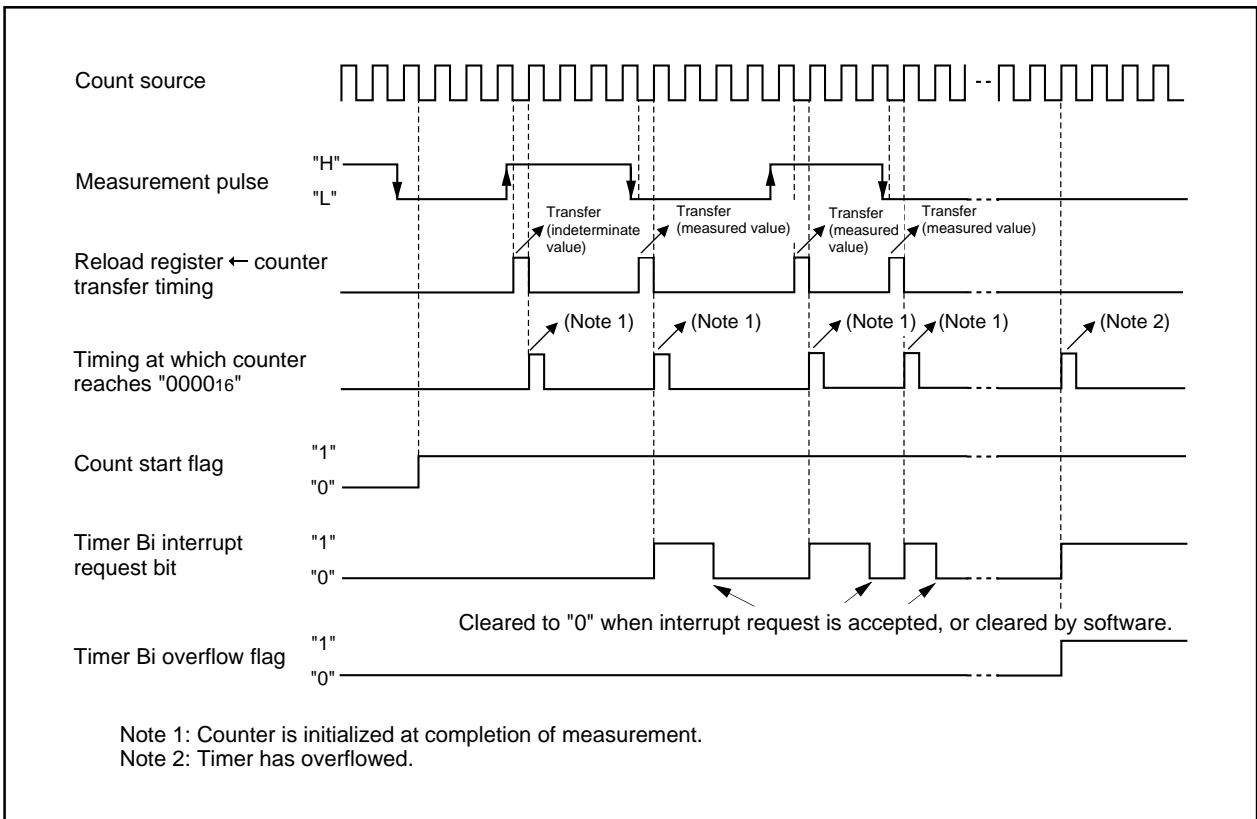 Count source
Measurement pulse
"H"
"L"
Transfer
(indeterminate
value)
Transfer
(measured value)
Transfer
(measured
value)
Transfer
(measured value)
Reload register ← counter
transfer timing
(Note 1)
(Note 1)
(Note 1)
(Note 1)
(Note 2)
Timing at which counter
reaches "000016"
Count start flag
"1"
"0"
Timer Bi interrupt
request bit
"1"
"0"
Cleared to "0" when interrupt request is accepted, or cleared by software.
Timer Bi overflow flag
"1"
"0"
Note 1: Counter is initialized at completion of measurement.
Note 2: Timer has overflowed.